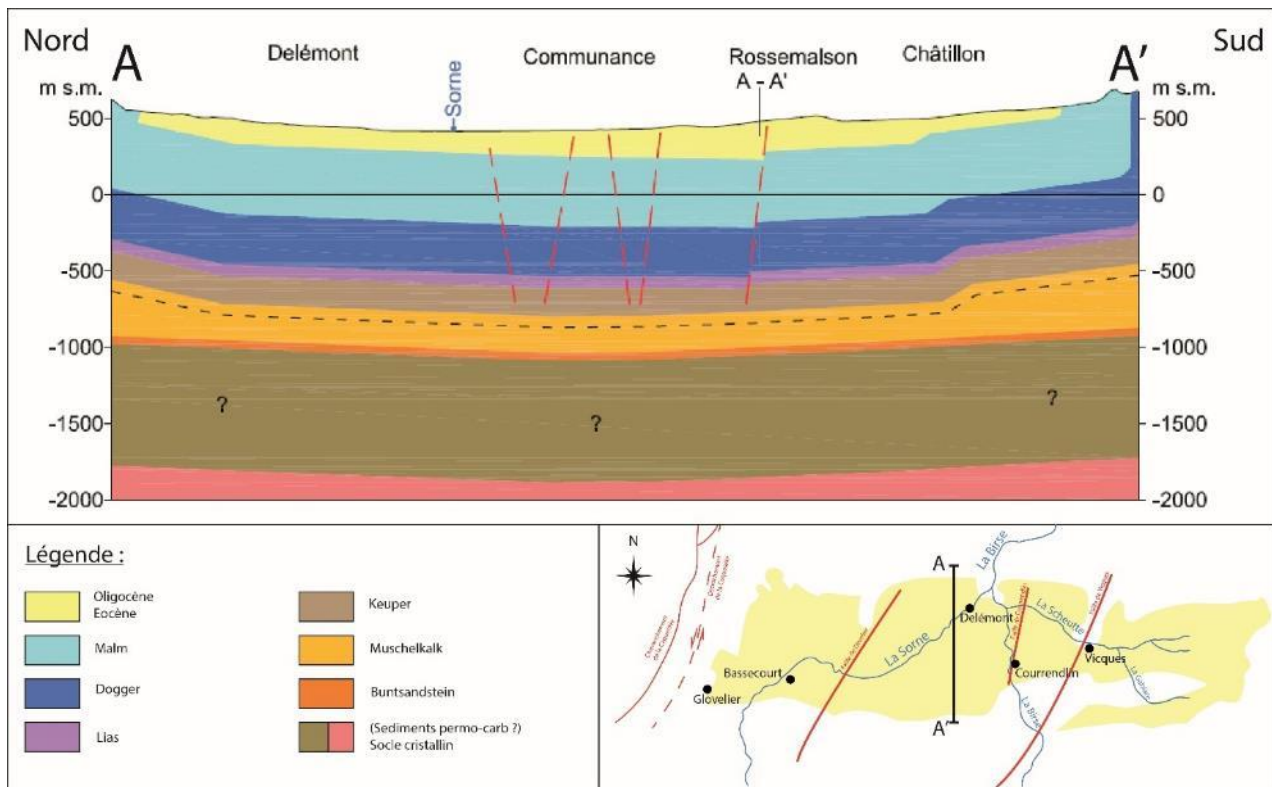 Nord
Sud
A
A'
Delémont
Communance
Rossemalson
Châtillon
A - A'
m s.m.
m s.m.
Sorne
500
0
-500
-1000
-1500
-2000
500
0
-500
-1000
-1500
-2000
?
?
?
Légende :
Oligocène
Eocène
Malm
Dogger
Lias
Keuper
Muschelkalk
Buntsandstein
(Sediments permo-carb ?)
Socle cristallin
N
A
A'
La Birse
Delémont
La Scheulte
La Sorne
Bassecourt
Glovelier
Courrendlin
Vicques
La Birse